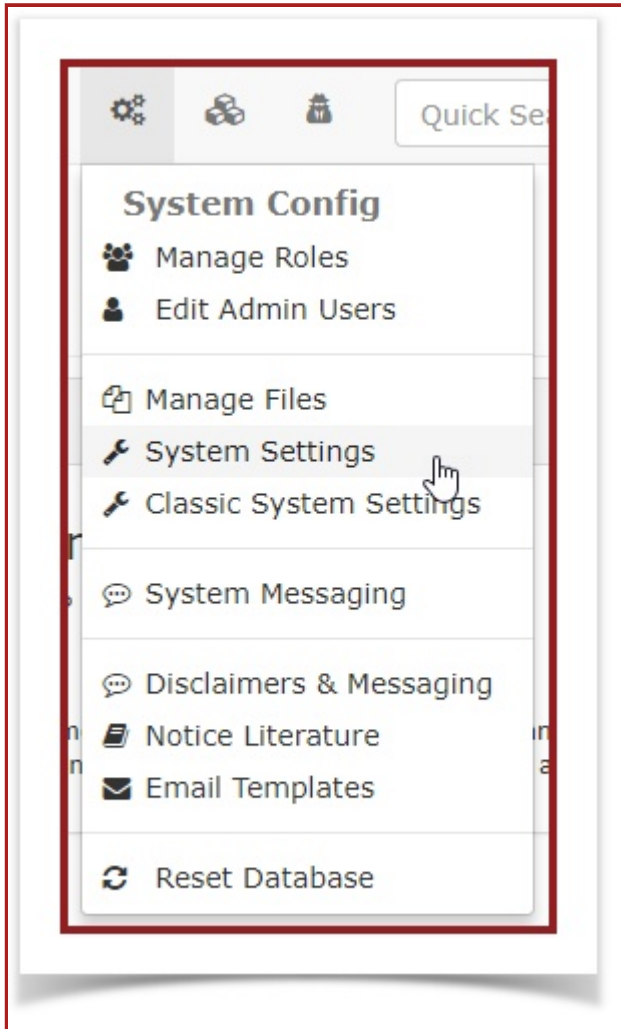 Quick Sea
System Config
Manage Roles
Edit Admin Users
Manage Files
System Settings
Classic System Settings
System Messaging
Disclaimers & Messaging
Notice Literature
Email Templates
Reset Database